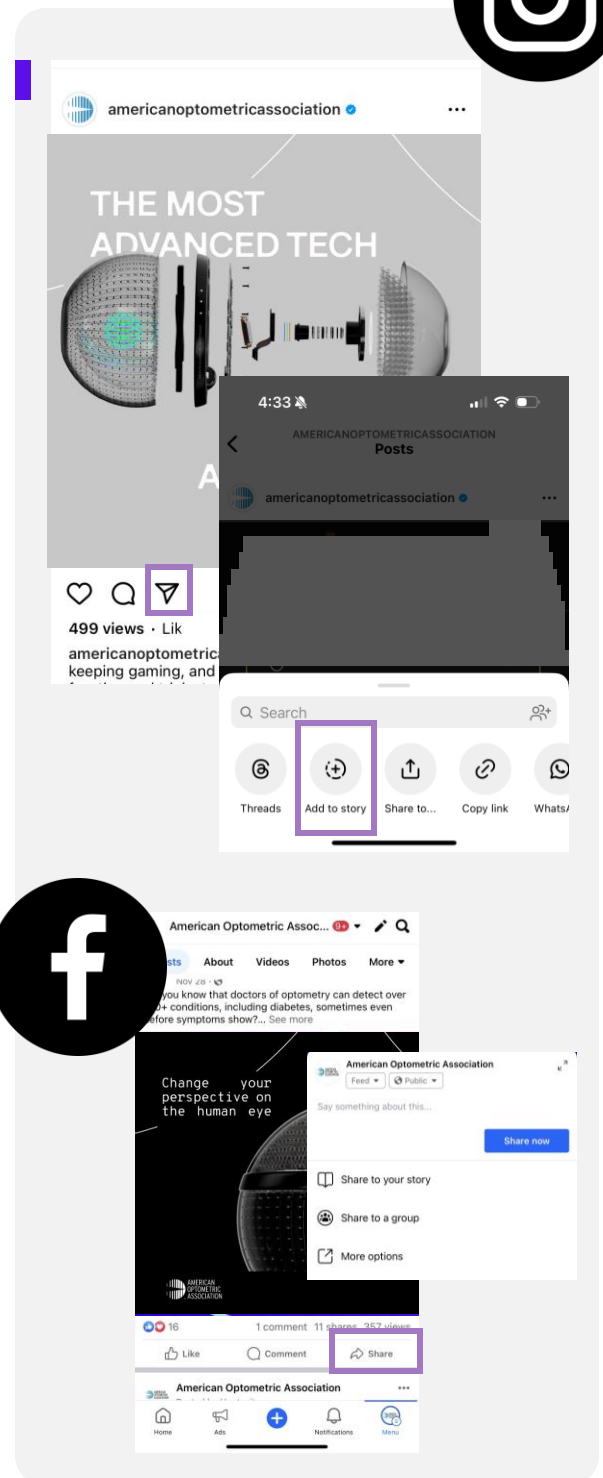 americanoptometricassociation
THE MOST
ADVANCED TECH
A
499 views · Lik
americanoptometrica
keeping gaming, and
4:33
AMERICANOPTOMETRICASSOCIATION
Posts
americanoptometricassociation
Search
Threads
Add to story
Share to...
Copy link
WhatsA
American Optometric Assoc... 9+
sts
About
Videos
Photos
More
Nov 28
you know that doctors of optometry can detect over
0+ conditions, including diabetes, sometimes even
efore symptoms show?... See more
Change your
perspective on
the human eye
AMERICAN
OPTOMETRIC
ASSOCIATION
American Optometric Association
Feed
Public
Say something about this...
Share now
Share to your story
Share to a group
More options
16
1 comment 11 shares 357 views
Like
Comment
Share
American Optometric Association
Home
Ads
Notifications
Menu